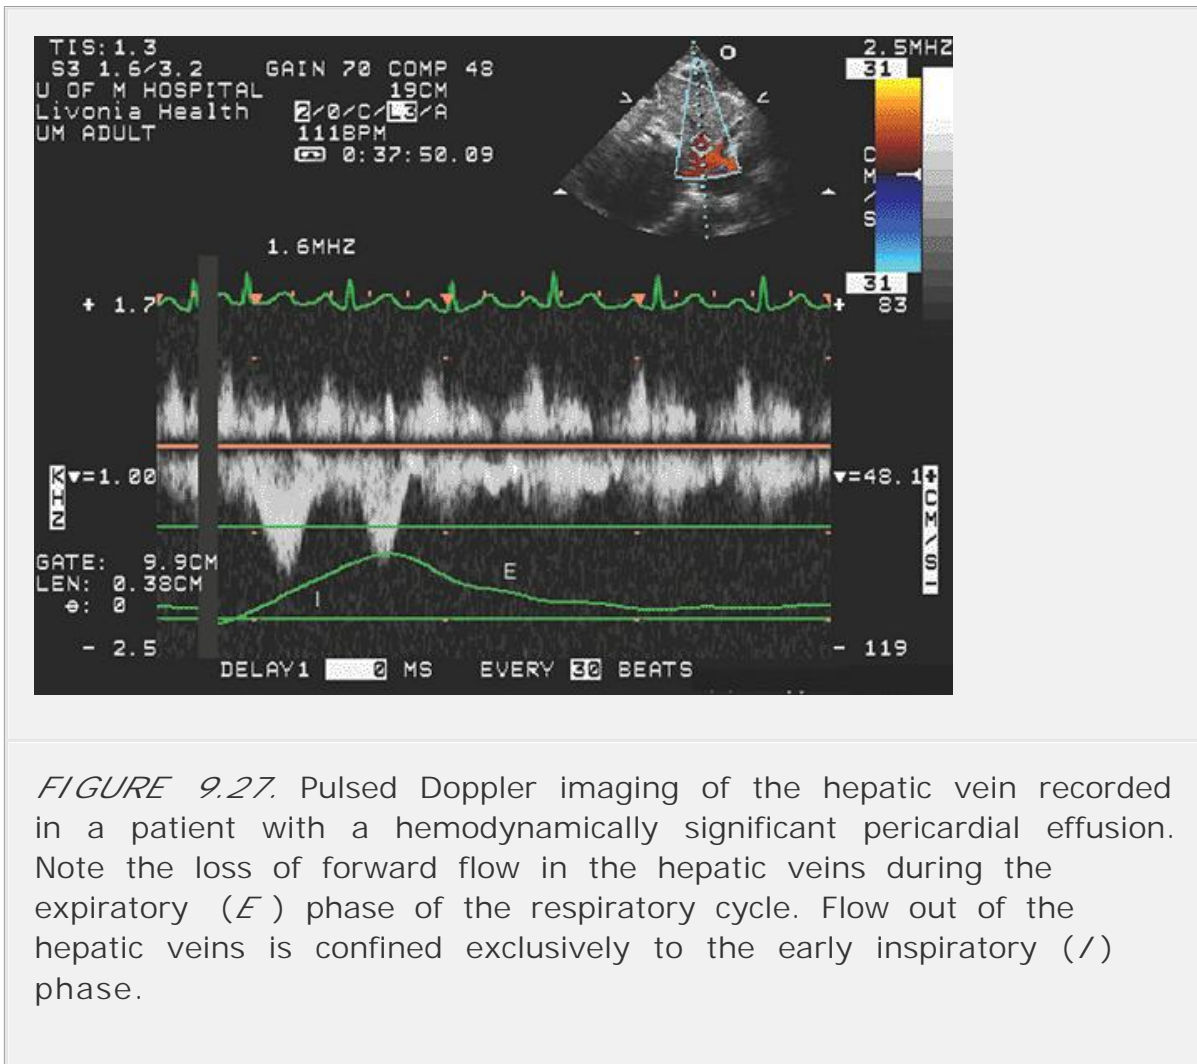 TIS:1.3 2.5MHZ
S3 1.6/3.2 GAIN 70 COMP 48 31
U OF M HOSPITAL 19CM
Livonia Health 2/0/C/L3/A
UM ADULT 111BPM
0:37:50.09
CM/S
1.6MHZ
31
+ 1.7 + 83
KHZ ▼=1.00 ▼=48.1 +CM/S-
GATE: 9.9CM
LEN: 0.38CM
θ: 0
I
E
- 2.5 - 119
DELAY1 0 MS EVERY 30 BEATS
FIGURE 9.27. Pulsed Doppler imaging of the hepatic vein recorded
in a patient with a hemodynamically significant pericardial effusion.
Note the loss of forward flow in the hepatic veins during the
expiratory (E ) phase of the respiratory cycle. Flow out of the
hepatic veins is confined exclusively to the early inspiratory (I)
phase.